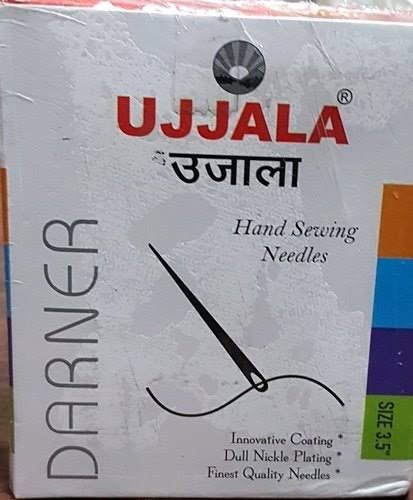 UJJALA®
उजाला
Hand Sewing
Needles
DARNER
SIZE 3.5"
Innovative Coating *
Dull Nickle Plating *
Finest Quality Needles *